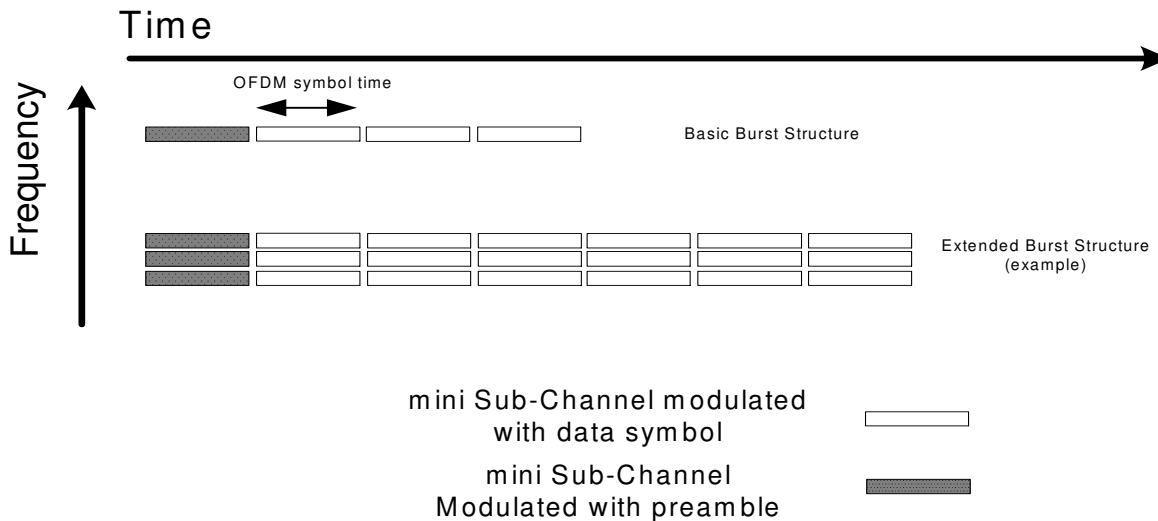 Time
OFDM symbol time
Frequency
Basic Burst Structure
Extended Burst Structure
(example)
mini Sub-Channel modulated
with data symbol
mini Sub-Channel
Modulated with preamble